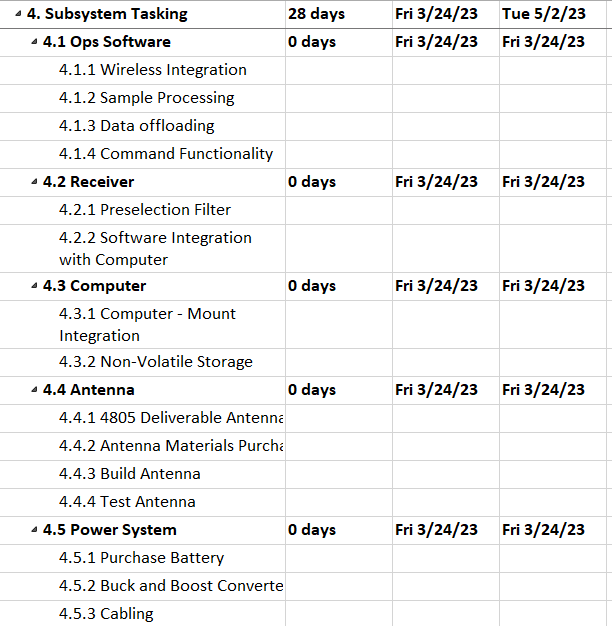 4. Subsystem Tasking 28 days Fri 3/24/23 Tue 5/2/23
4.1 Ops Software 0 days Fri 3/24/23 Fri 3/24/23
4.1.1 Wireless Integration
4.1.2 Sample Processing
4.1.3 Data offloading
4.1.4 Command Functionality
4.2 Receiver 0 days Fri 3/24/23 Fri 3/24/23
4.2.1 Preselection Filter
4.2.2 Software Integration
with Computer
4.3 Computer 0 days Fri 3/24/23 Fri 3/24/23
4.3.1 Computer - Mount
Integration
4.3.2 Non-Volatile Storage
4.4 Antenna 0 days Fri 3/24/23 Fri 3/24/23
4.4.1 4805 Deliverable Antenna
4.4.2 Antenna Materials Purcha
4.4.3 Build Antenna
4.4.4 Test Antenna
4.5 Power System 0 days Fri 3/24/23 Fri 3/24/23
4.5.1 Purchase Battery
4.5.2 Buck and Boost Converte
4.5.3 Cabling